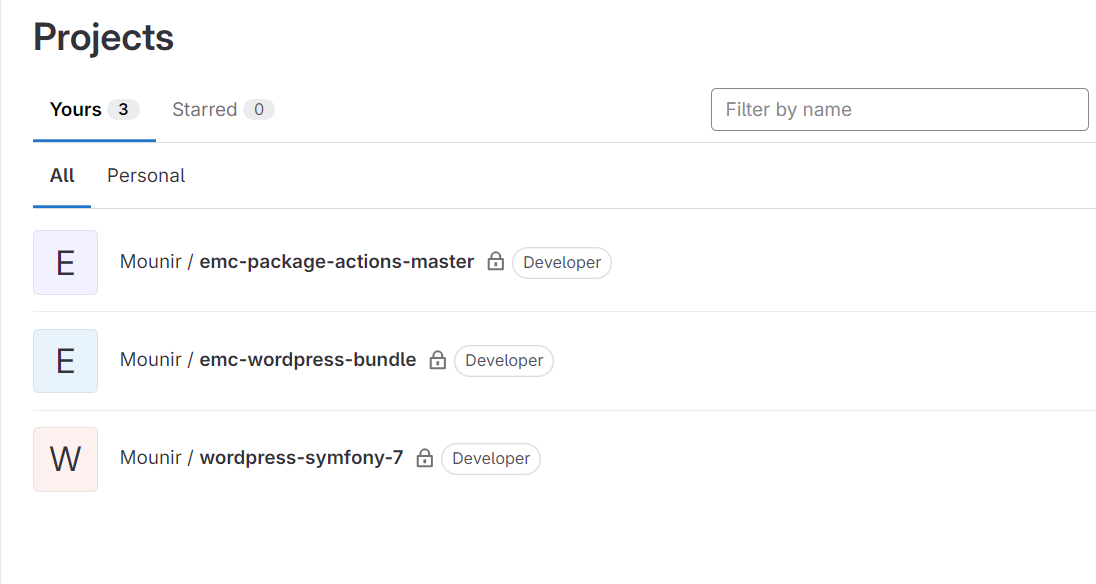 Projects
Yours 3 Starred 0 Filter by name
All Personal
E Mounir / emc-package-actions-master Developer
E Mounir / emc-wordpress-bundle Developer
W Mounir / wordpress-symfony-7 Developer